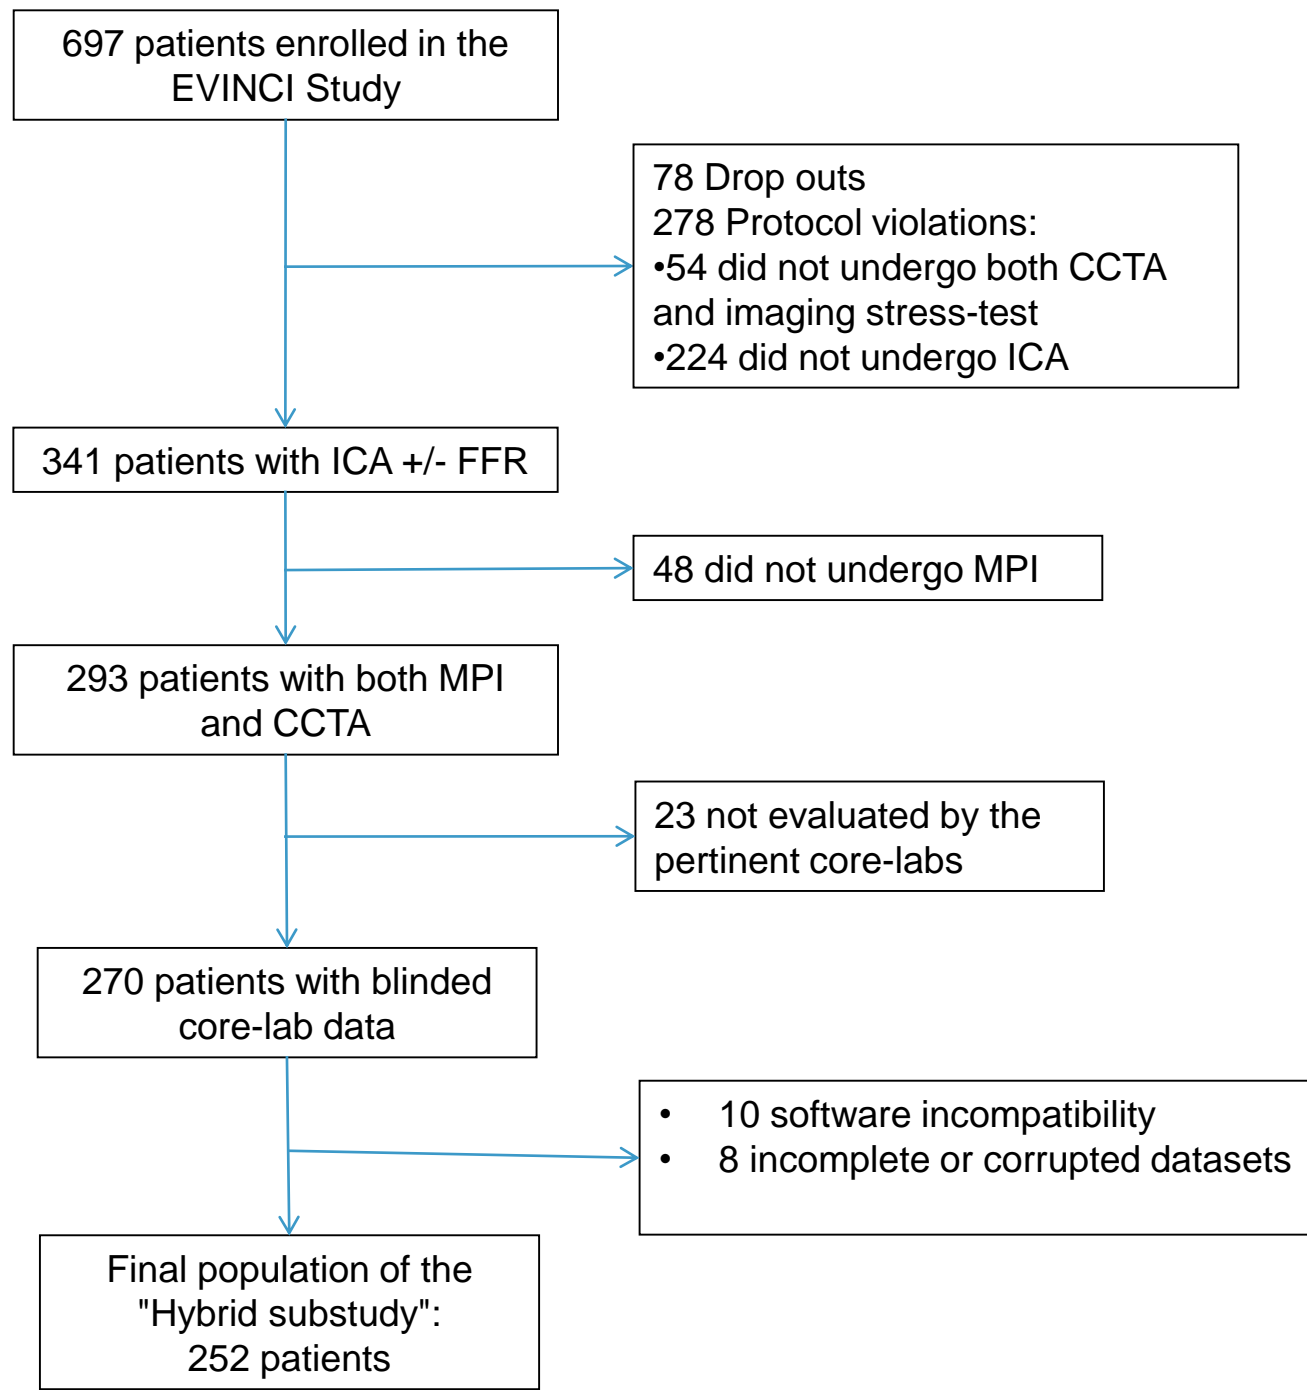 697 patients enrolled in the
EVINCI Study
78 Drop outs
278 Protocol violations:
•54 did not undergo both CCTA
and imaging stress-test
•224 did not undergo ICA
341 patients with ICA +/- FFR
48 did not undergo MPI
293 patients with both MPI
and CCTA
23 not evaluated by the
pertinent core-labs
270 patients with blinded
core-lab data
• 10 software incompatibility
• 8 incomplete or corrupted datasets
Final population of the
"Hybrid substudy":
252 patients